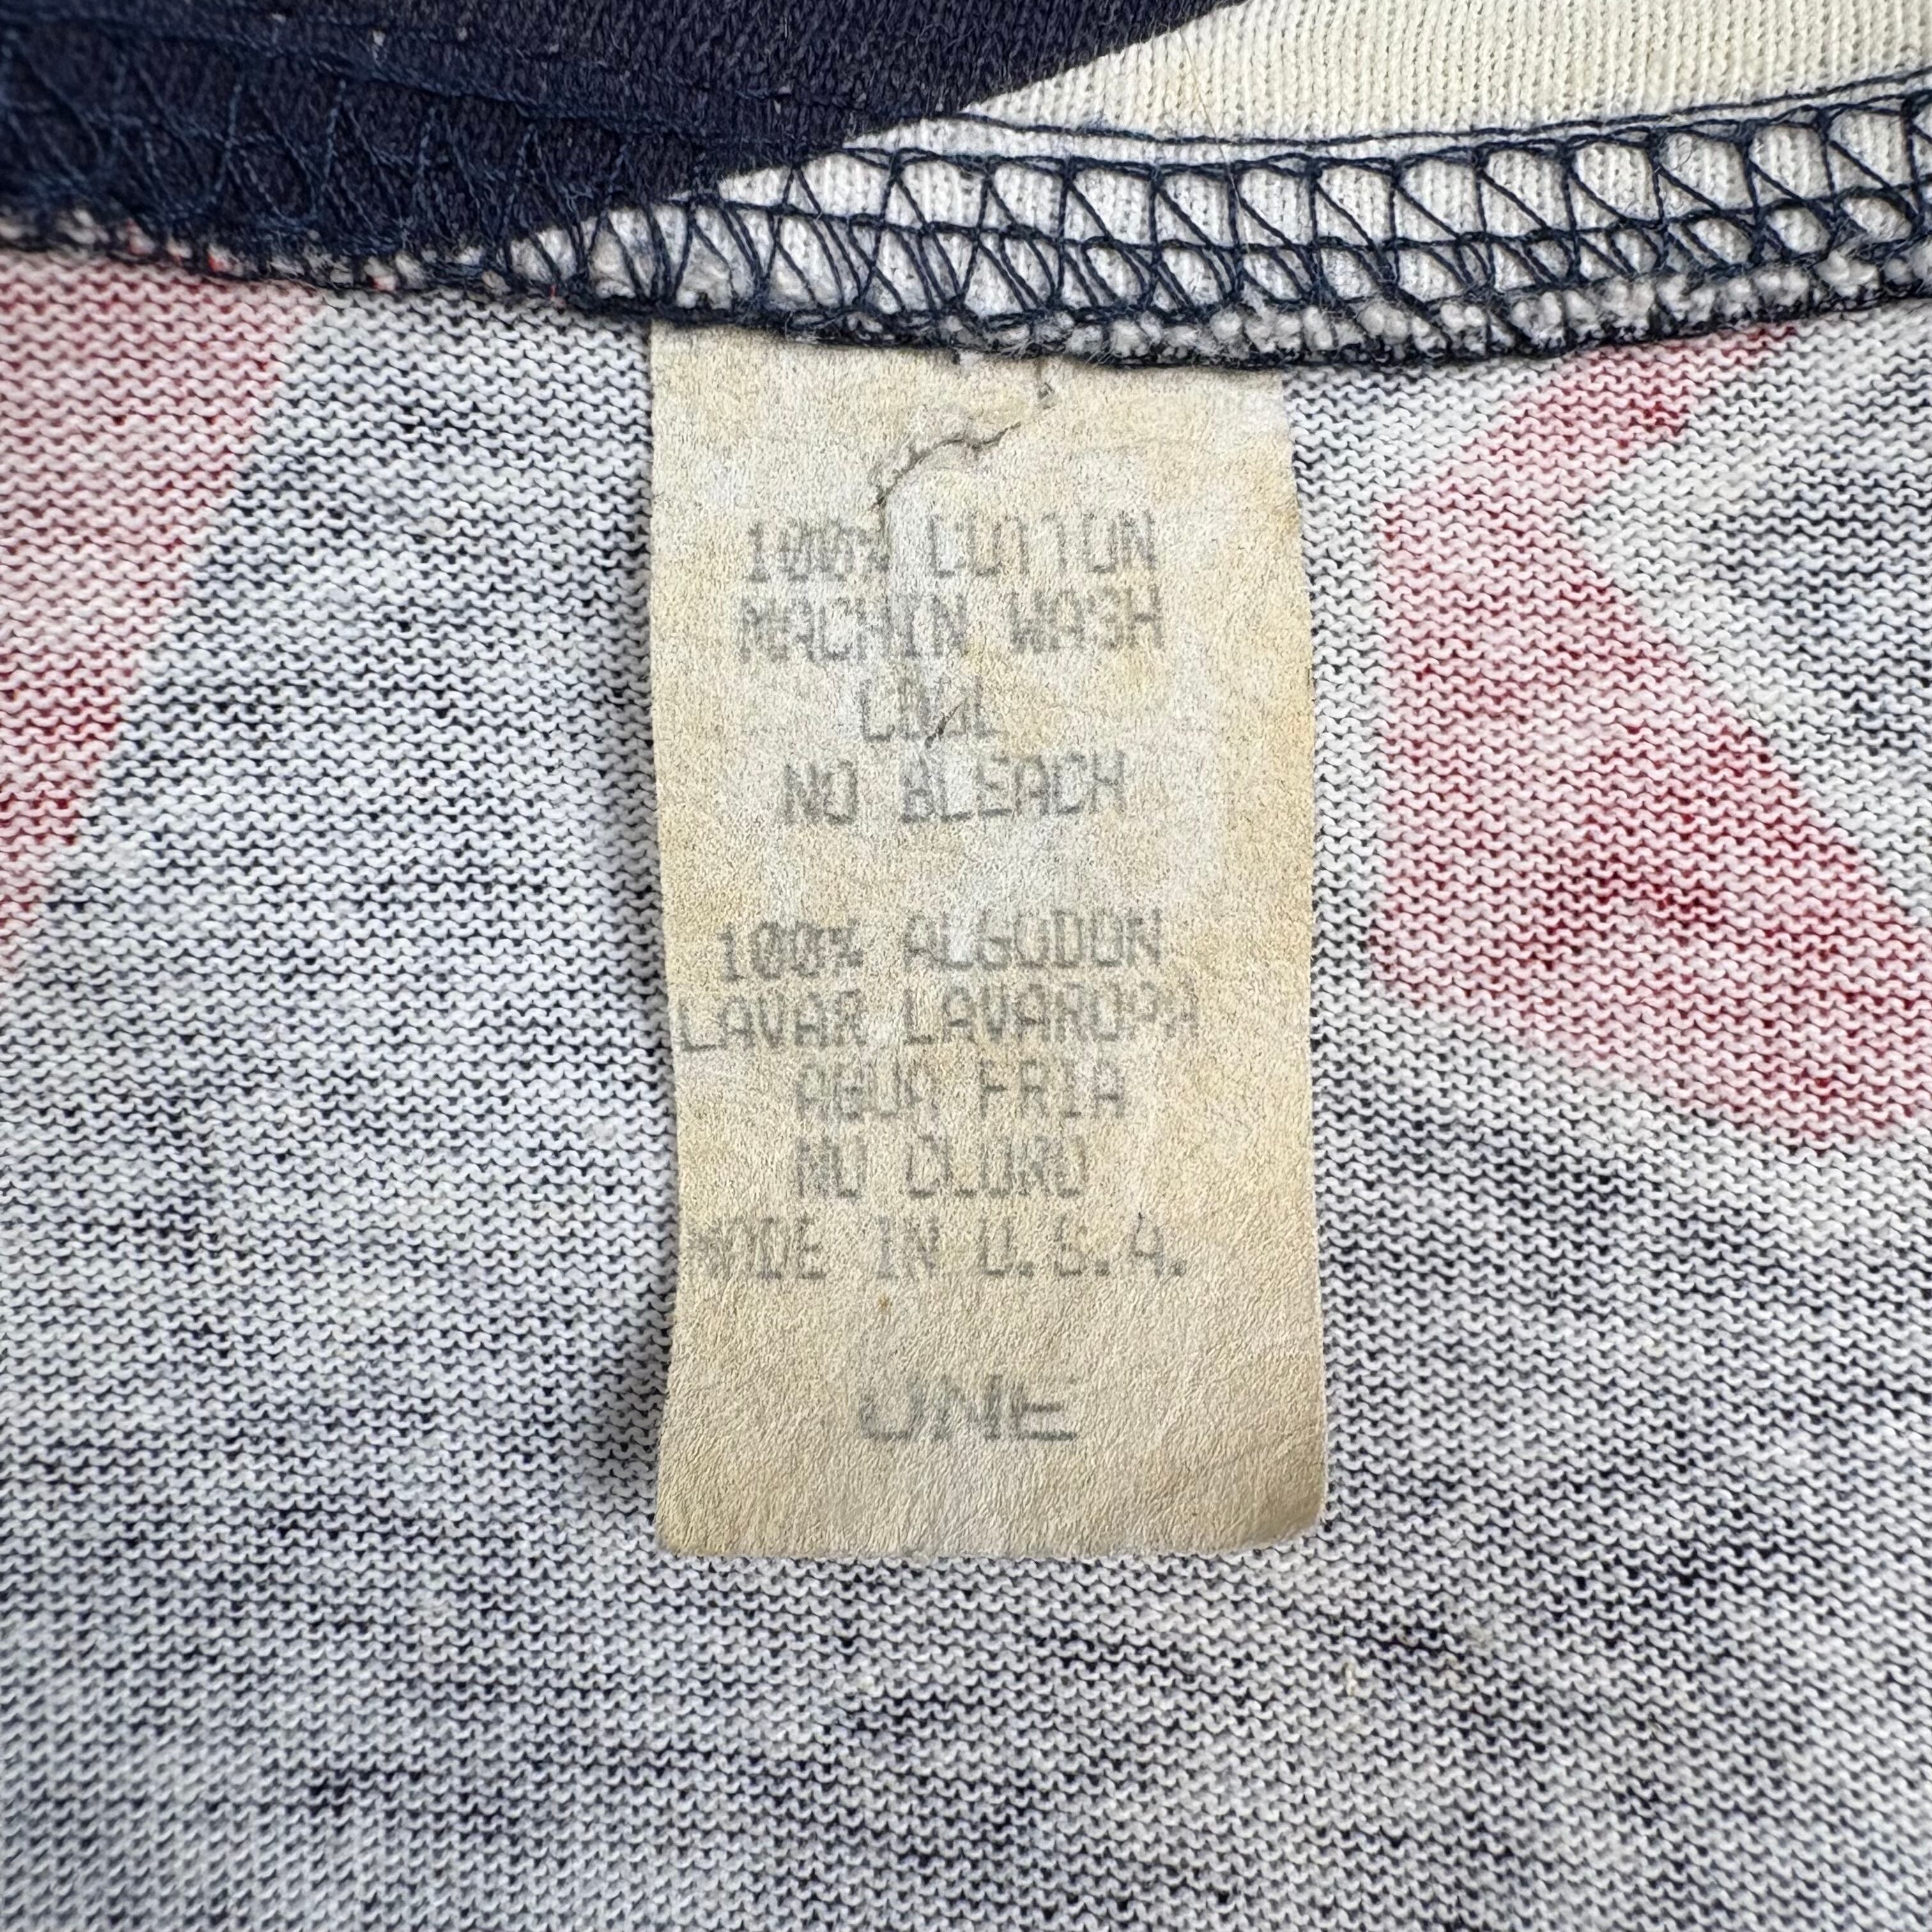 100% COTTON
MACHIN WASH
COOL
NO BLEACH
100% ALGODON
LAVAR LAVAROPA
AGUA FRIA
NO CLORO
MADE IN U.S.A.
ONE